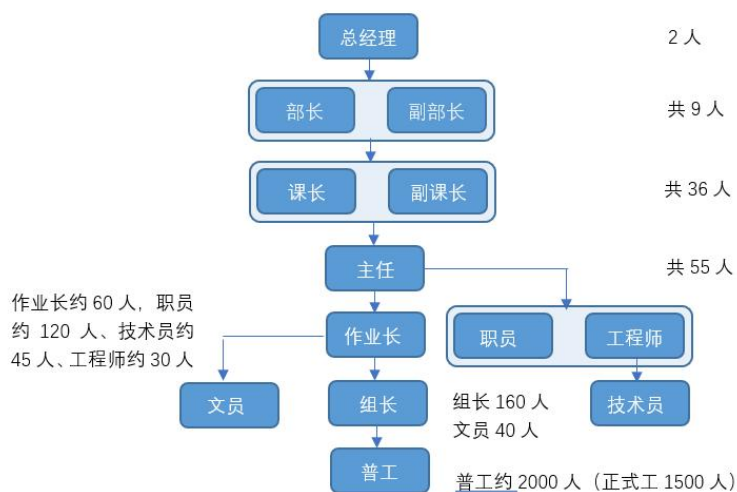 总经理
2 人
部长
副部长
共 9 人
课长
副课长
共 36 人
主任
共 55 人
作业长约 60 人，职员
约 120 人、技术员约
45 人、工程师约 30 人
作业长
职员
工程师
文员
组长
组长 160 人
文员 40 人
技术员
普工
普工约 2000 人（正式工 1500 人）